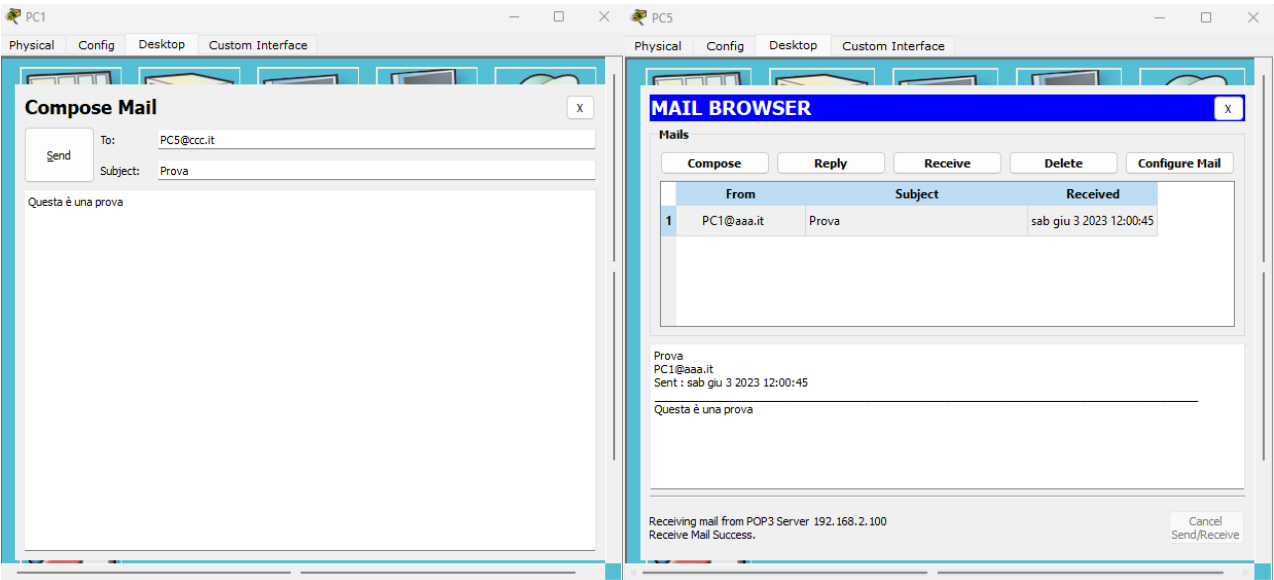 PC1
Physical Config Desktop Custom Interface
Compose Mail
X
Send
To: PC5@ccc.it
Subject: Prova
Questa è una prova
PC5
Physical Config Desktop Custom Interface
MAIL BROWSER
X
Mails
Compose Reply Receive Delete Configure Mail
From Subject Received
1 PC1@aaa.it Prova sab giu 3 2023 12:00:45
Prova
PC1@aaa.it
Sent : sab giu 3 2023 12:00:45
Questa è una prova
Receiving mail from POP3 Server 192.168.2.100
Receive Mail Success.
Cancel
Send/Receive